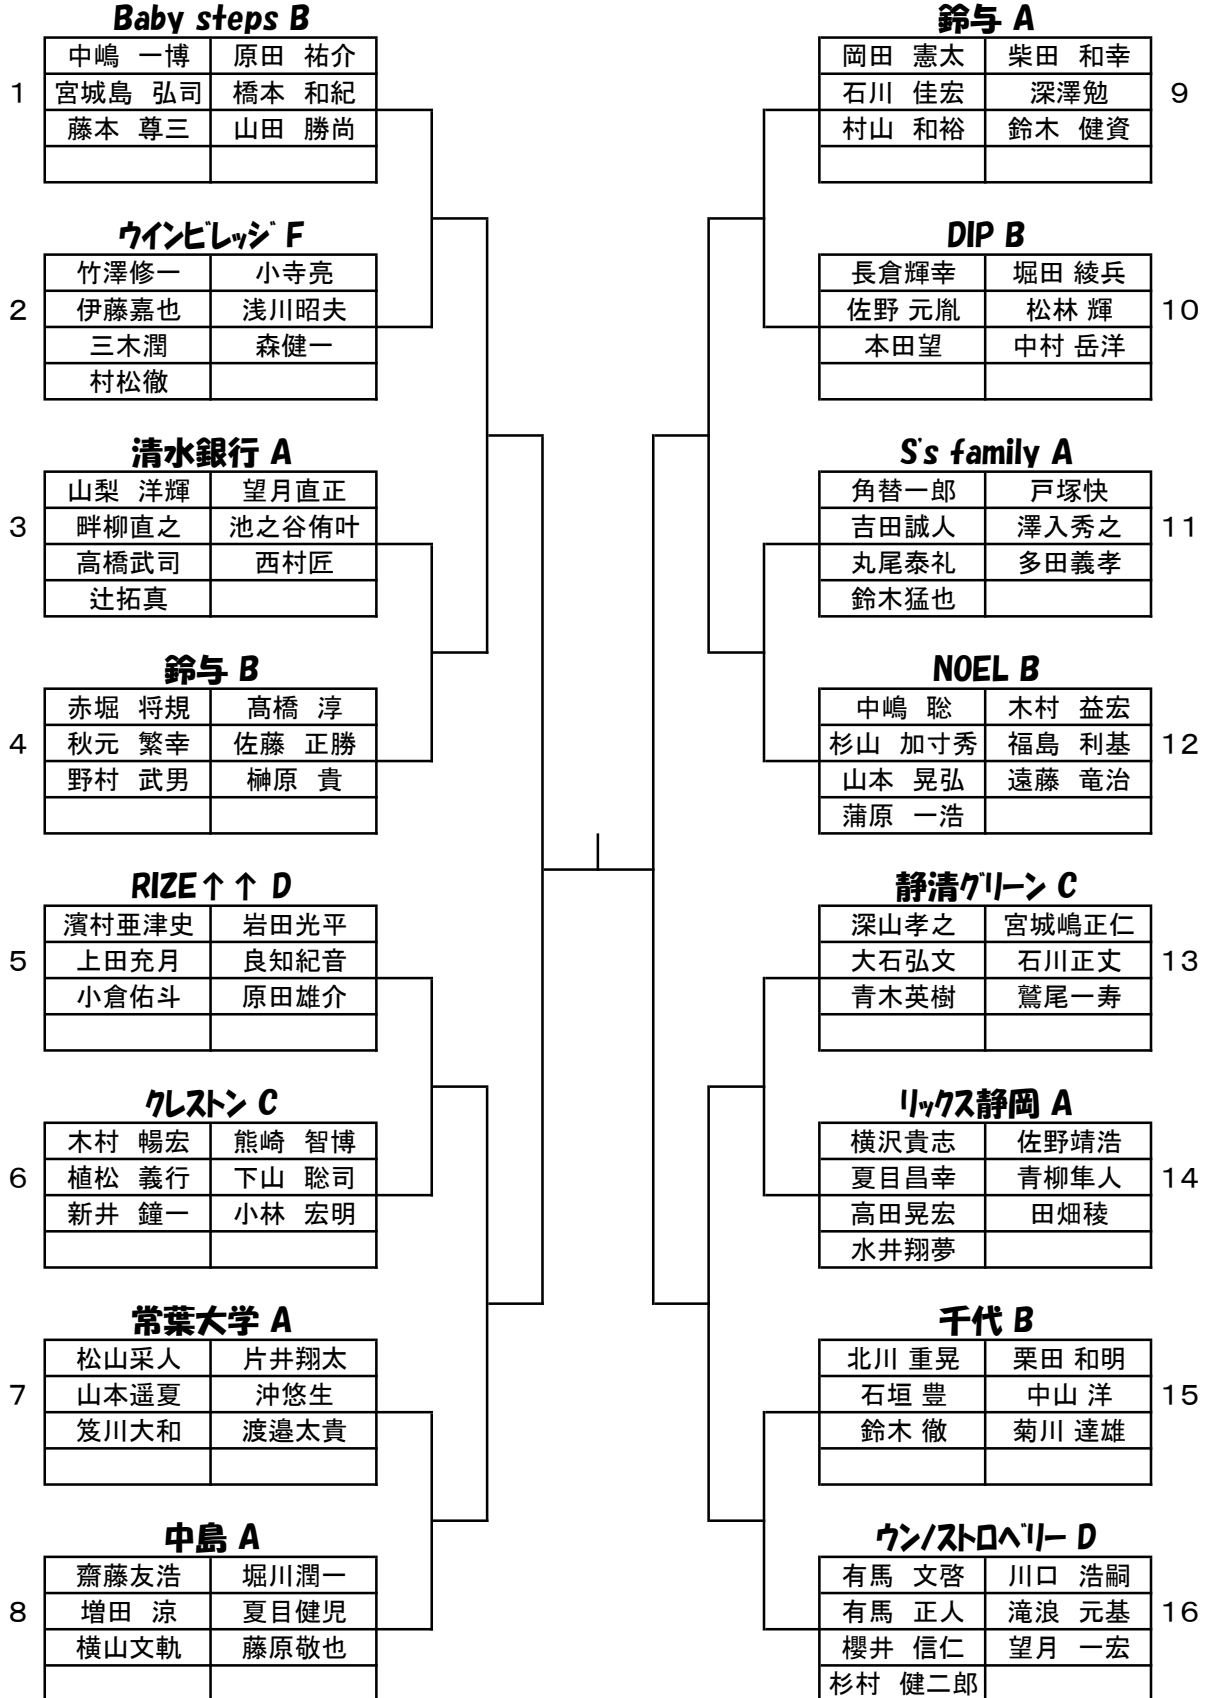 Baby steps B
1
中嶋 一博 原田 祐介
宮城島 弘司 橋本 和紀
藤本 尊三 山田 勝尚
ウインビレッジ F
2
竹澤修一 小寺亮
伊藤嘉也 浅川昭夫
三木潤 森健一
村松徹
清水銀行 A
3
山梨 洋輝 望月直正
畔柳直之 池之谷侑叶
高橋武司 西村匠
辻拓真
鈴与 B
4
赤堀 将規 髙橋 淳
秋元 繁幸 佐藤 正勝
野村 武男 榊原 貴
RIZE↑↑ D
5
濱村亜津史 岩田光平
上田充月 良知紀音
小倉佑斗 原田雄介
クレストン C
6
木村 暢宏 熊崎 智博
植松 義行 下山 聡司
新井 鐘一 小林 宏明
常葉大学 A
7
松山采人 片井翔太
山本遥夏 沖悠生
笈川大和 渡邉太貴
中島 A
8
齋藤友浩 堀川潤一
増田 涼 夏目健児
横山文軌 藤原敬也
鈴与 A
9
岡田 憲太 柴田 和幸
石川 佳宏 深澤勉
村山 和裕 鈴木 健資
DIP B
10
長倉輝幸 堀田 綾兵
佐野 元胤 松林 輝
本田望 中村 岳洋
S's family A
11
角替一郎 戸塚快
吉田誠人 澤入秀之
丸尾泰礼 多田義孝
鈴木猛也
NOEL B
12
中嶋 聡 木村 益宏
杉山 加寸秀 福島 利基
山本 晃弘 遠藤 竜治
蒲原 一浩
静清グリーン C
13
深山孝之 宮城嶋正仁
大石弘文 石川正丈
青木英樹 鷲尾一寿
リックス静岡 A
14
横沢貴志 佐野靖浩
夏目昌幸 青柳隼人
高田晃宏 田畑稜
水井翔夢
千代 B
15
北川 重晃 栗田 和明
石垣 豊 中山 洋
鈴木 徹 菊川 達雄
ウン/ストロベリー D
16
有馬 文啓 川口 浩嗣
有馬 正人 滝浪 元基
櫻井 信仁 望月 一宏
杉村 健二郎